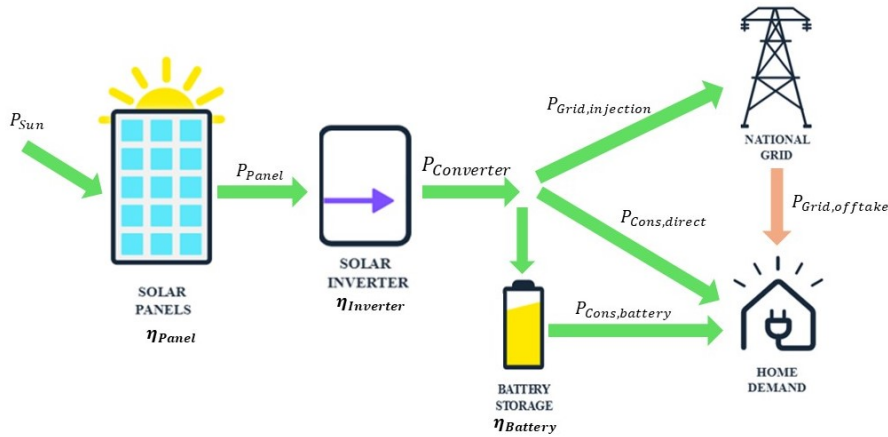 P_Sun
SOLAR
PANELS
η_Panel
P_Panel
SOLAR
INVERTER
η_Inverter
P_Converter
P_Grid,injection
P_Cons,direct
P_Cons,battery
BATTERY
STORAGE
η_Battery
NATIONAL
GRID
P_Grid,offtake
HOME
DEMAND